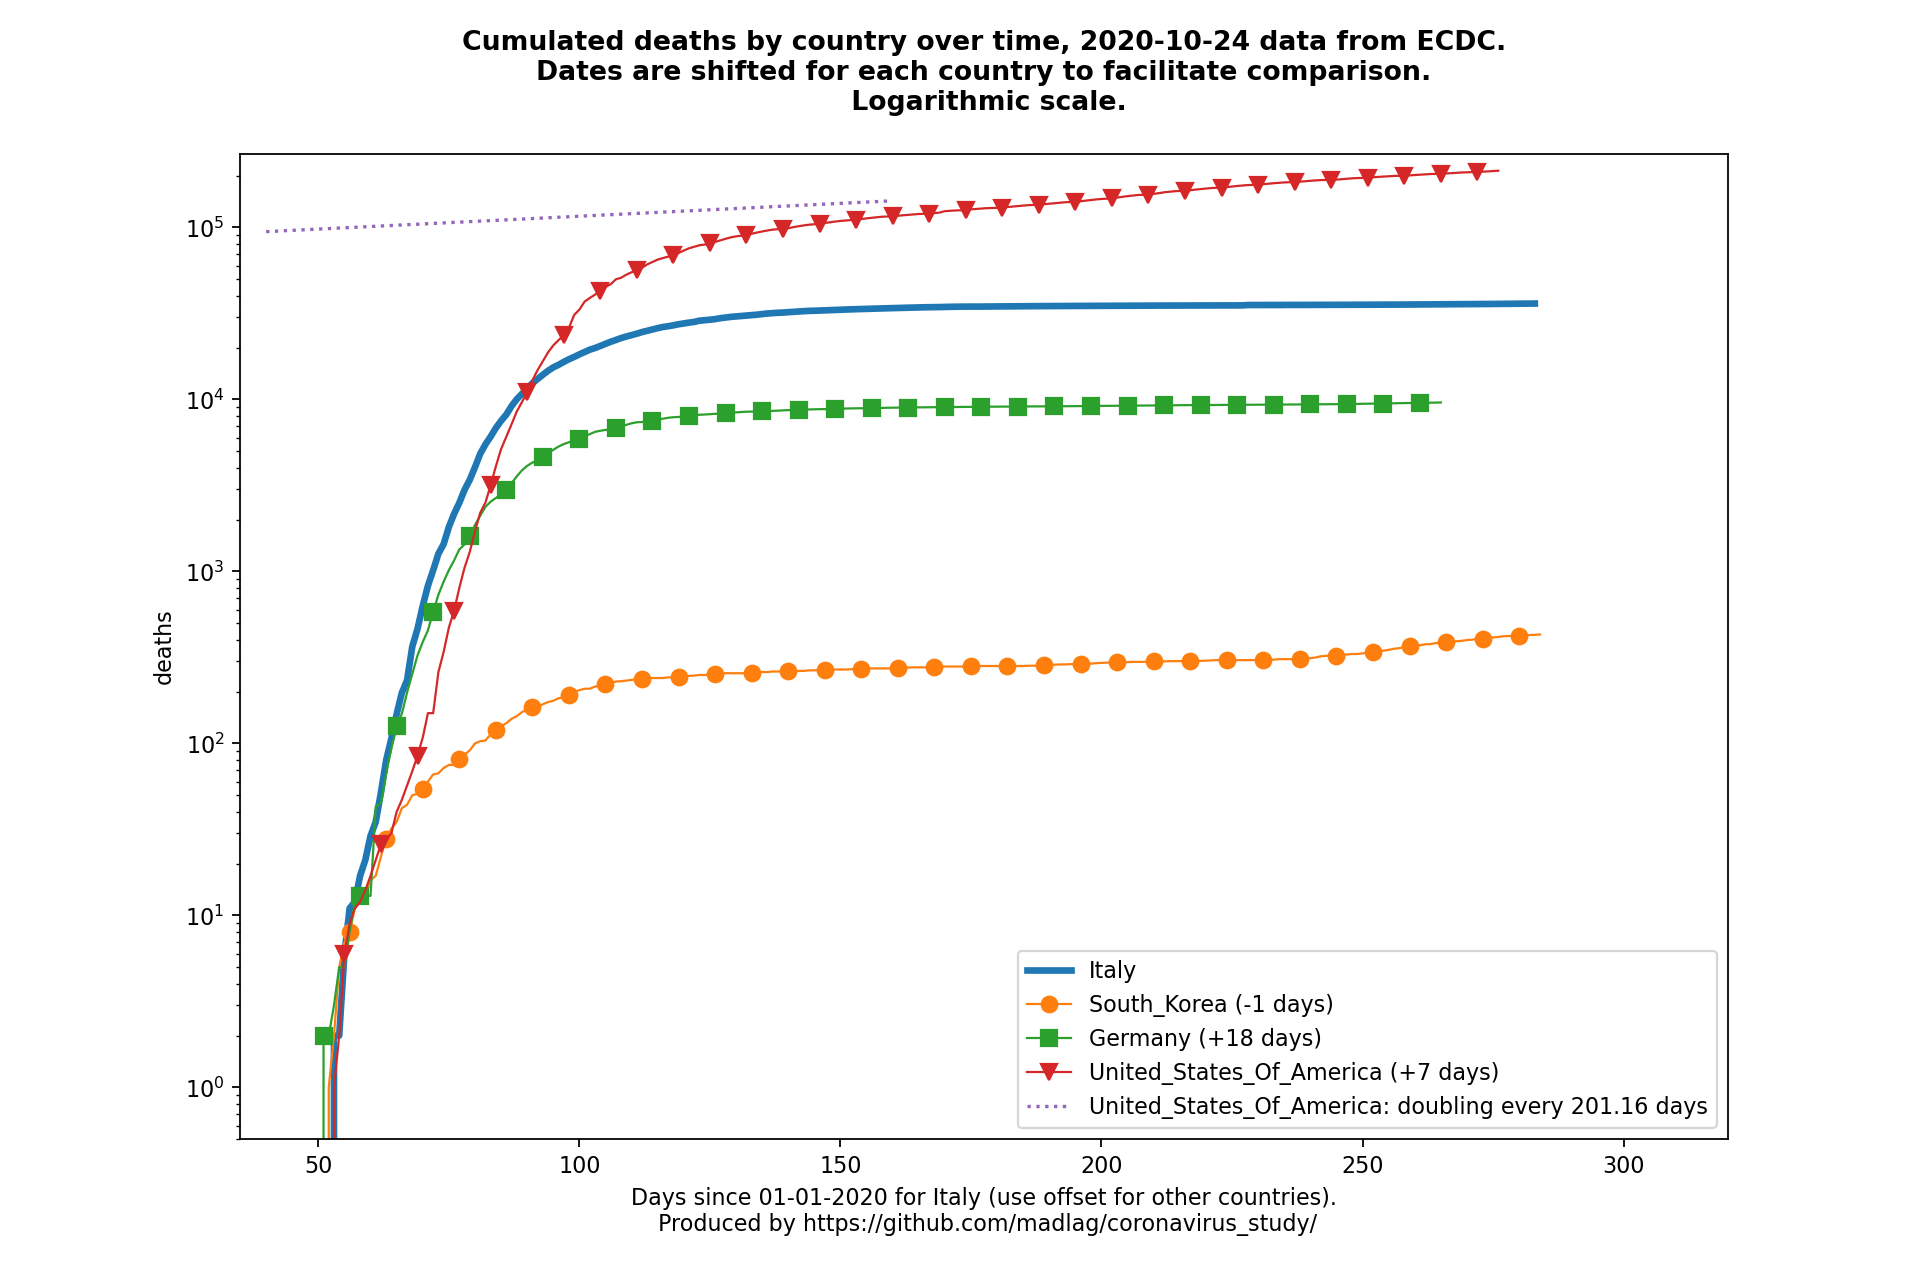 Cumulated deaths by country over time, 2020-10-24 data from ECDC.
Dates are shifted for each country to facilitate comparison.
Logarithmic scale.
10^5
10^4
10^3
10^2
10^1
10^0
deaths
Italy
South_Korea (-1 days)
Germany (+18 days)
United_States_Of_America (+7 days)
United_States_Of_America: doubling every 201.16 days
50 100 150 200 250 300
Days since 01-01-2020 for Italy (use offset for other countries).
Produced by https://github.com/madlag/coronavirus_study/